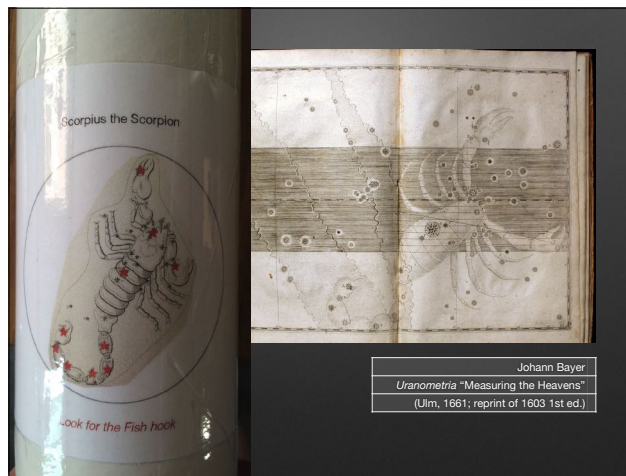 Scorpius the Scorpion
Look for the Fish hook
Johann Bayer
Uranometria “Measuring the Heavens”
(Ulm, 1661; reprint of 1603 1st ed.)